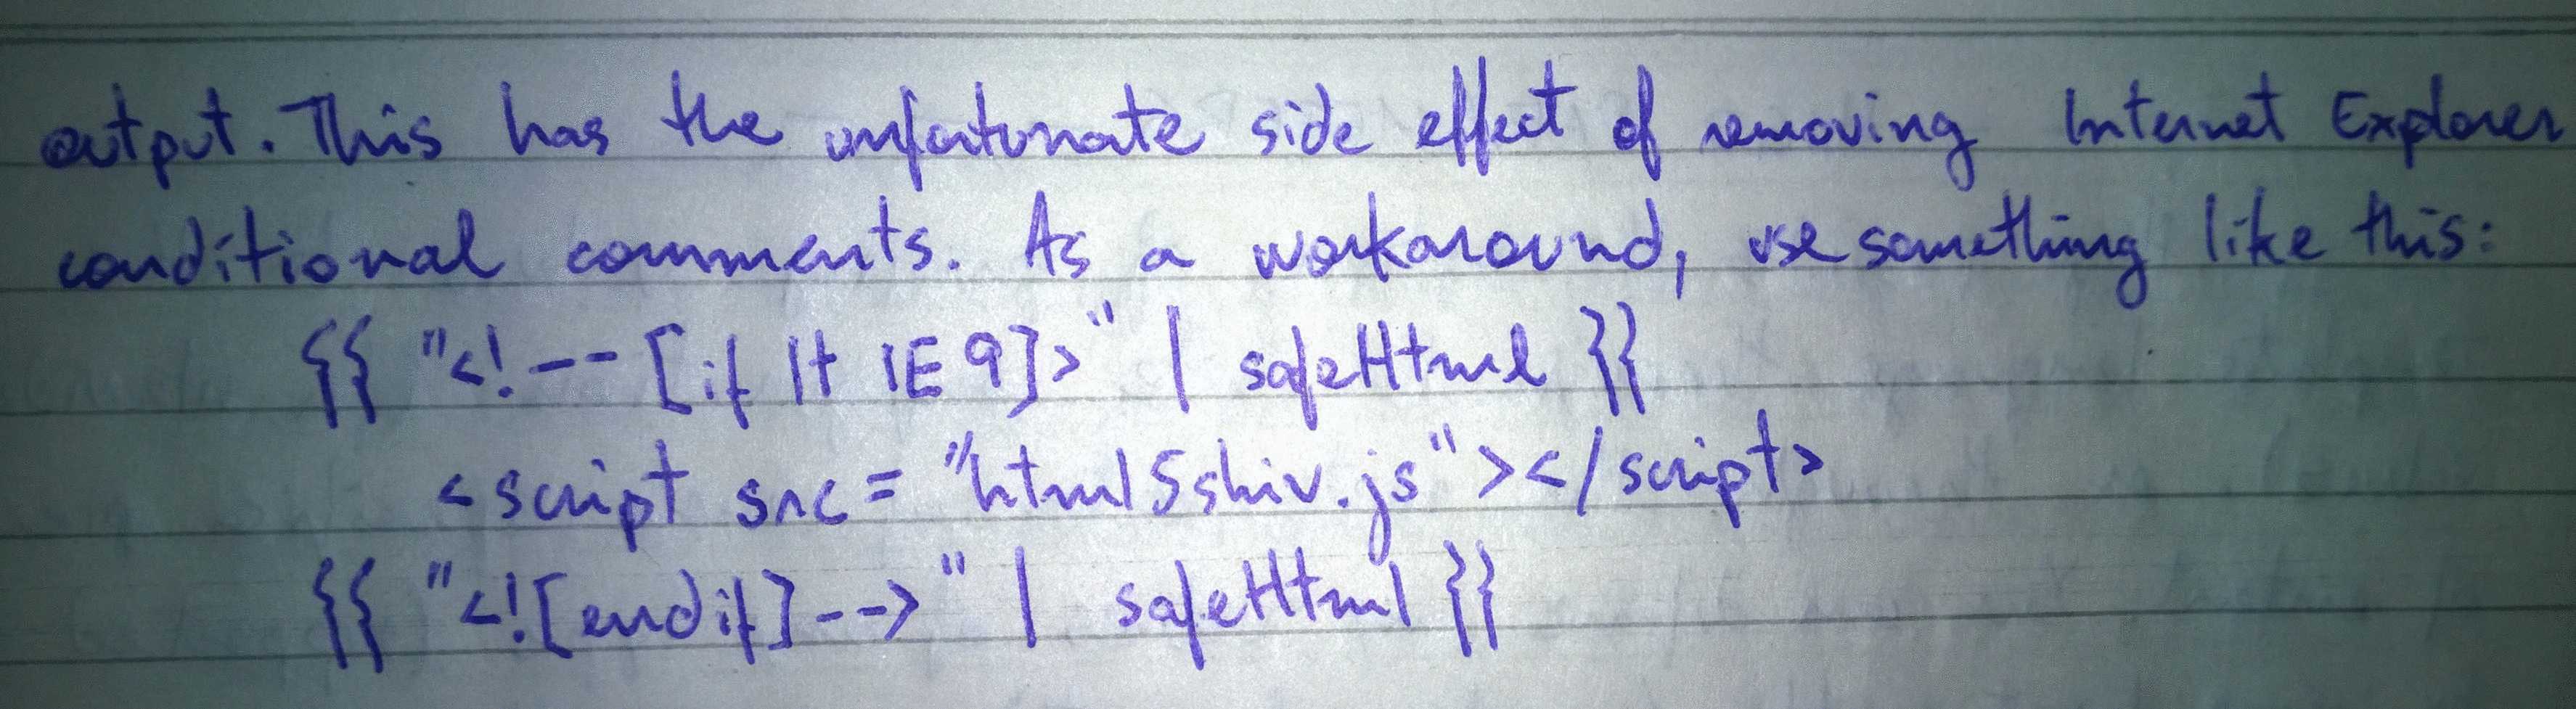 output. This has the unfortunate side effect of removing Internet Explorer
conditional comments. As a workaround, use something like this:
{{ "<!--[if lt IE 9]>" | safeHtml }}
<script src="html5shiv.js"></script>
{{ "<![endif]-->" | safeHtml }}